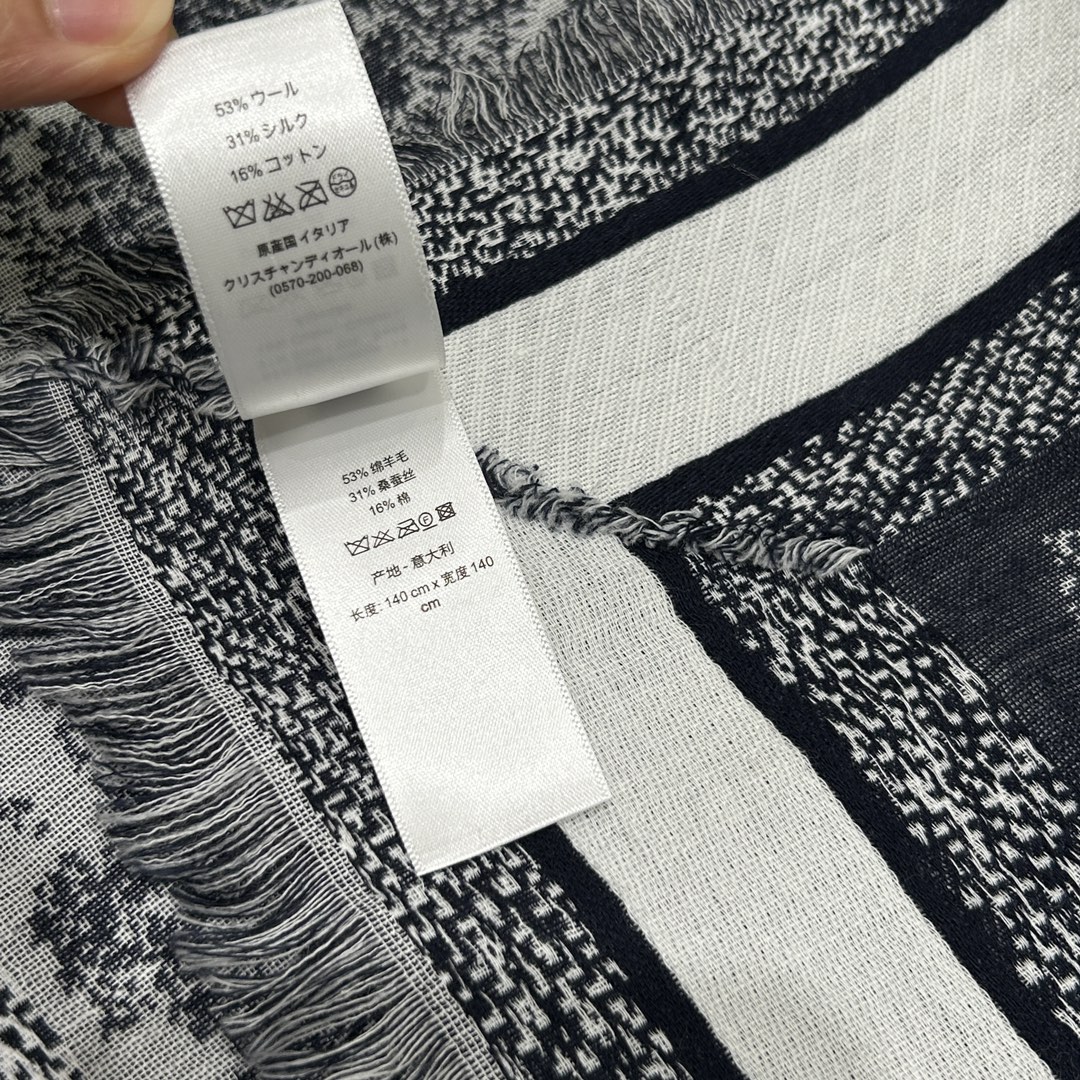 53% ウール
31% シルク
16% コットン
原産国イタリア
クリスチャンディオール(株)
(0570-200-068)
53% 绵羊毛
31% 桑蚕丝
16% 棉
F
产地 - 意大利
长度: 140 cm x 宽度 140
cm